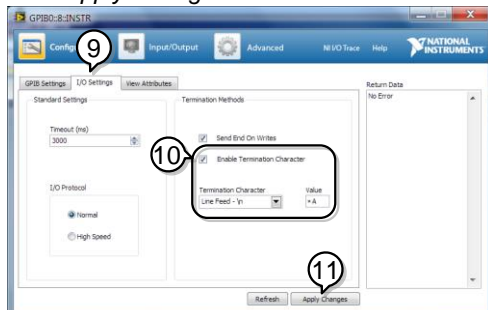 Apply Changes
GPIB0::8::INSTR
Config
9
Input/Output
Advanced
NI I/O Trace
Help
NATIONAL
INSTRUMENTS
GPIB Settings
I/O Settings
View Attributes
Return Data
No Error
Standard Settings
Termination Methods
Timeout (ms)
3000
Send End On Writes
10
Enable Termination Character
Termination Character
Value
Line Feed - \n
I/O Protocol
Normal
High Speed
11
Refresh
Apply Changes